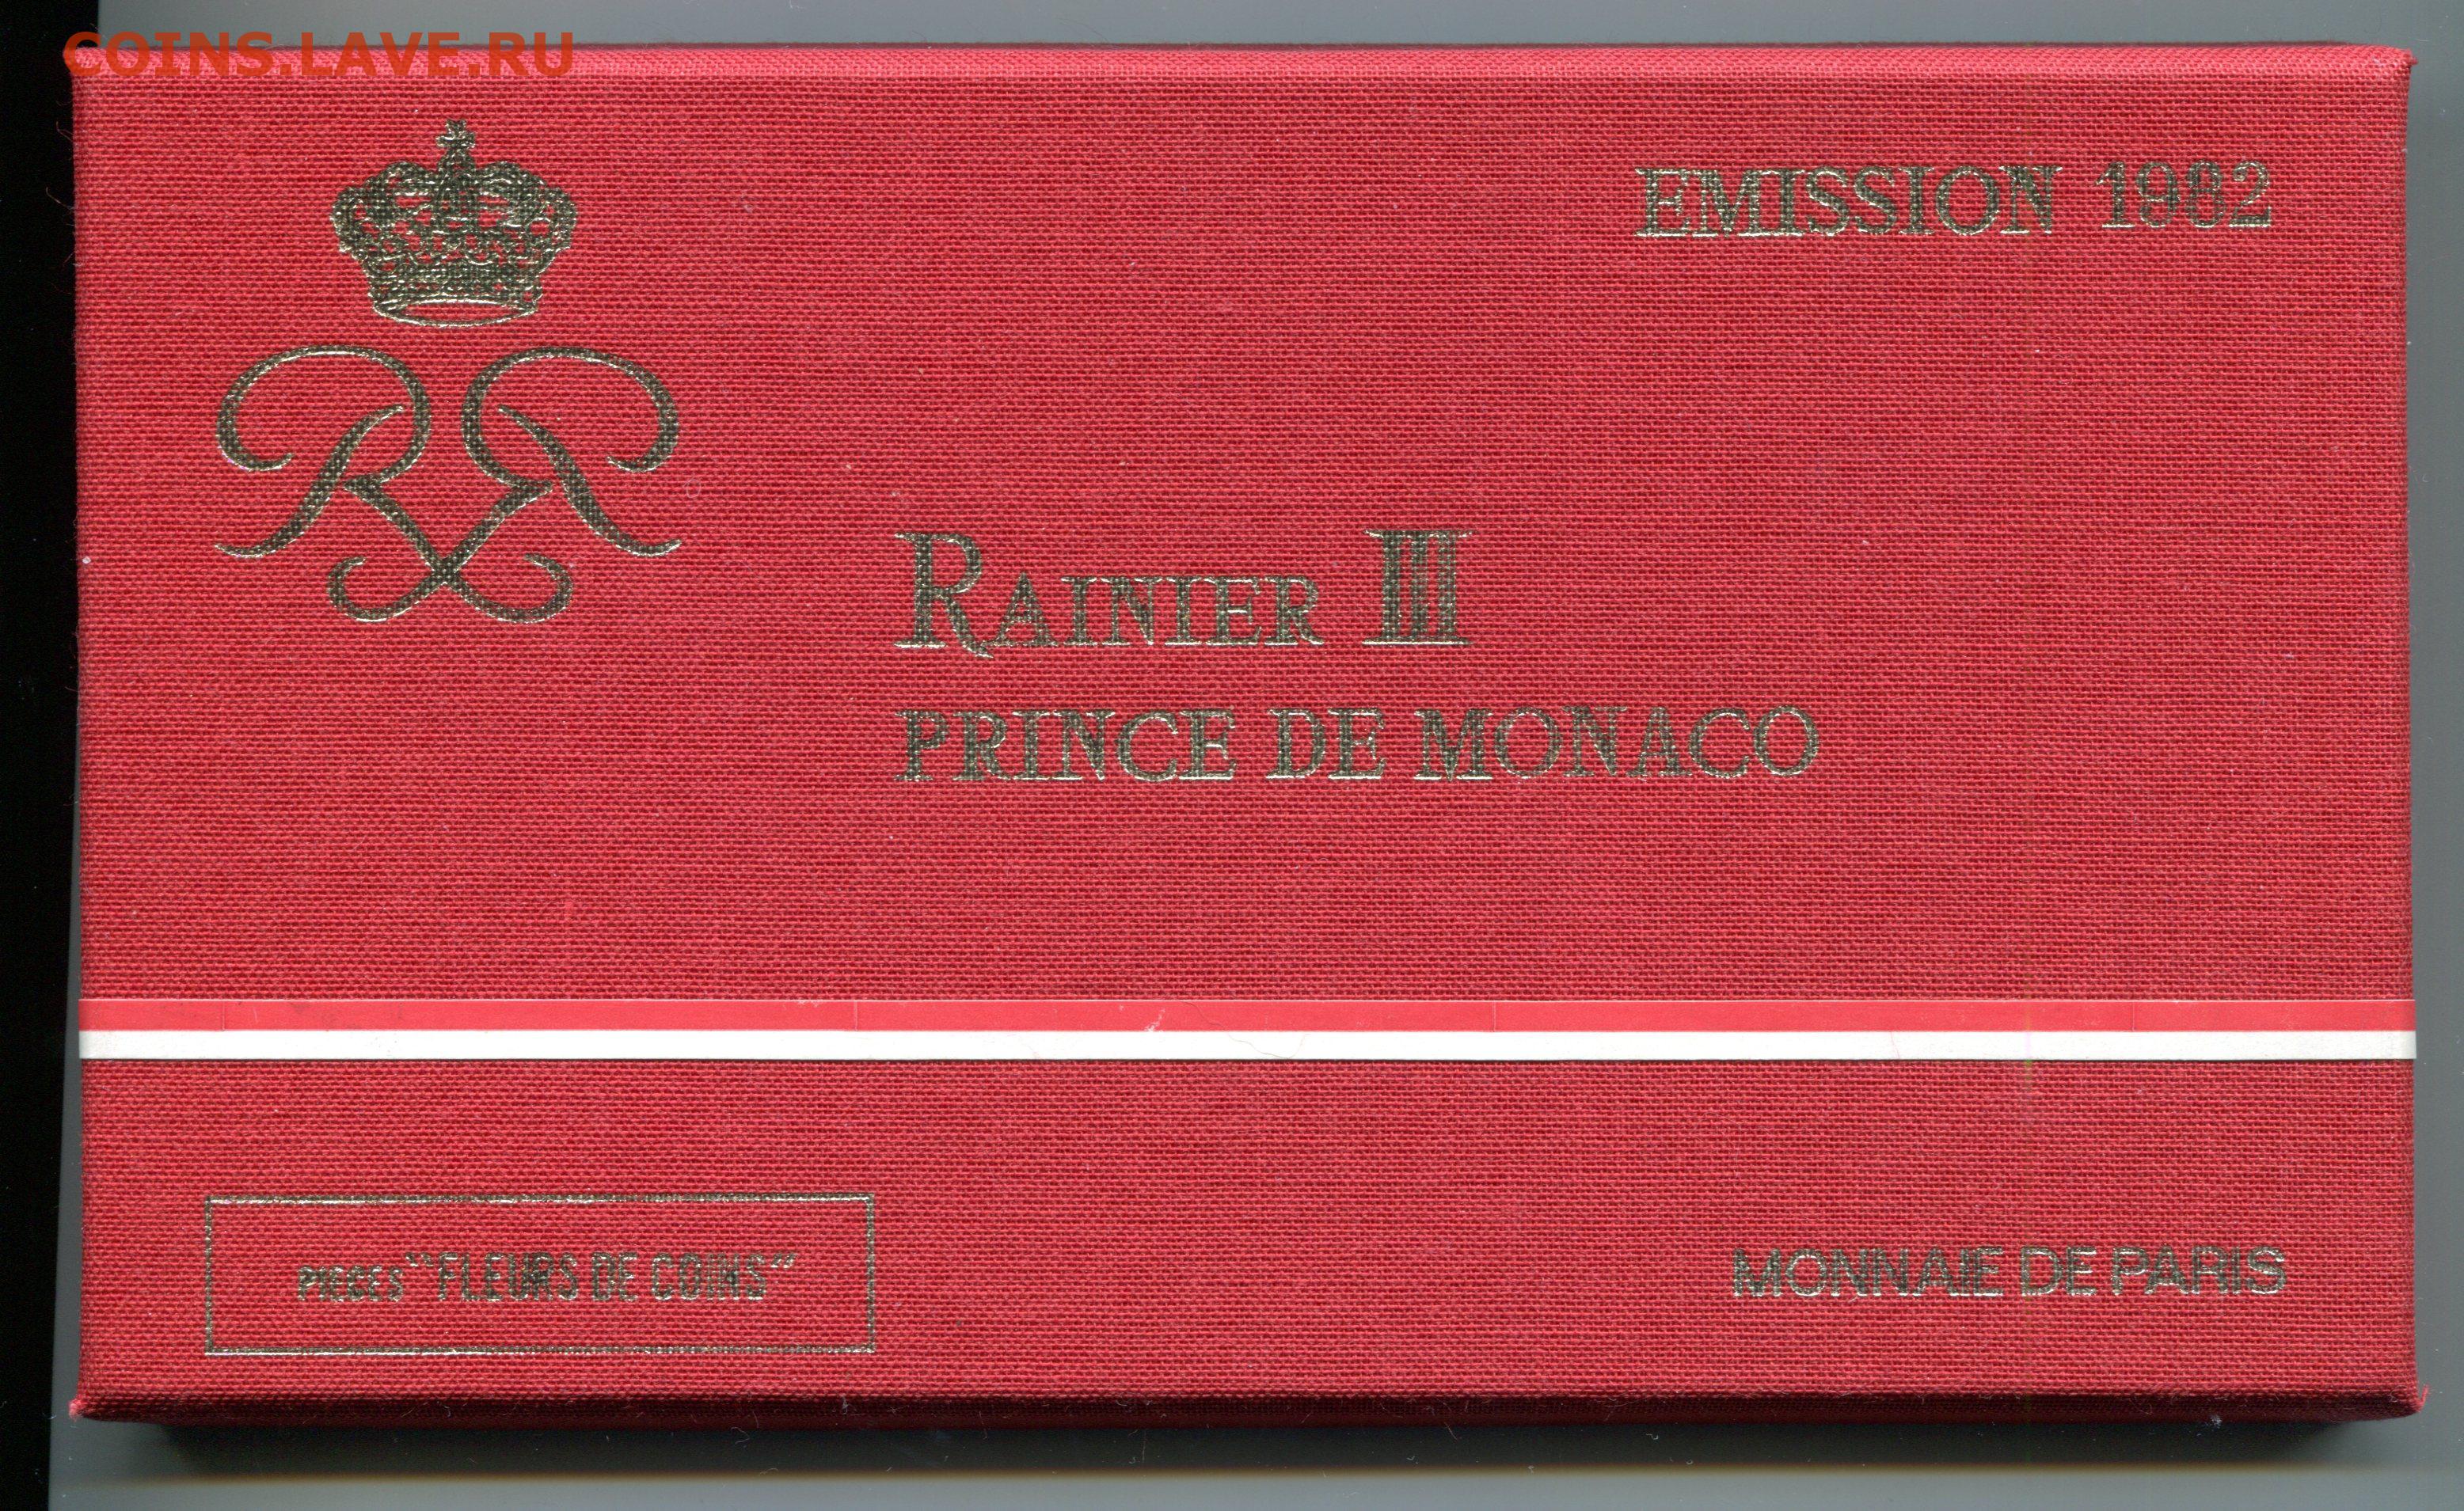 COINS.LAVE.RU
EMISSION 1982
RAINIER III
PRINCE DE MONACO
PIECES "FLEURS DE COINS"
MONNAIE DE PARIS